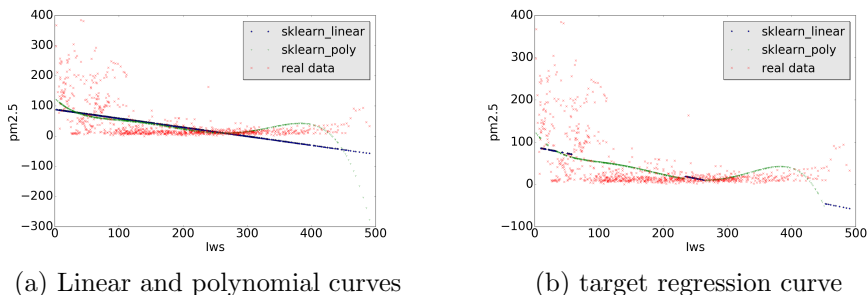 400
300
200
100
0
−100
−200
−300
0 100 200 300 400 500
pm2.5
lws
sklearn_linear
sklearn_poly
real data
(a) Linear and polynomial curves
400
300
200
100
0
−100
0 100 200 300 400 500
pm2.5
lws
sklearn_linear
sklearn_poly
real data
(b) target regression curve